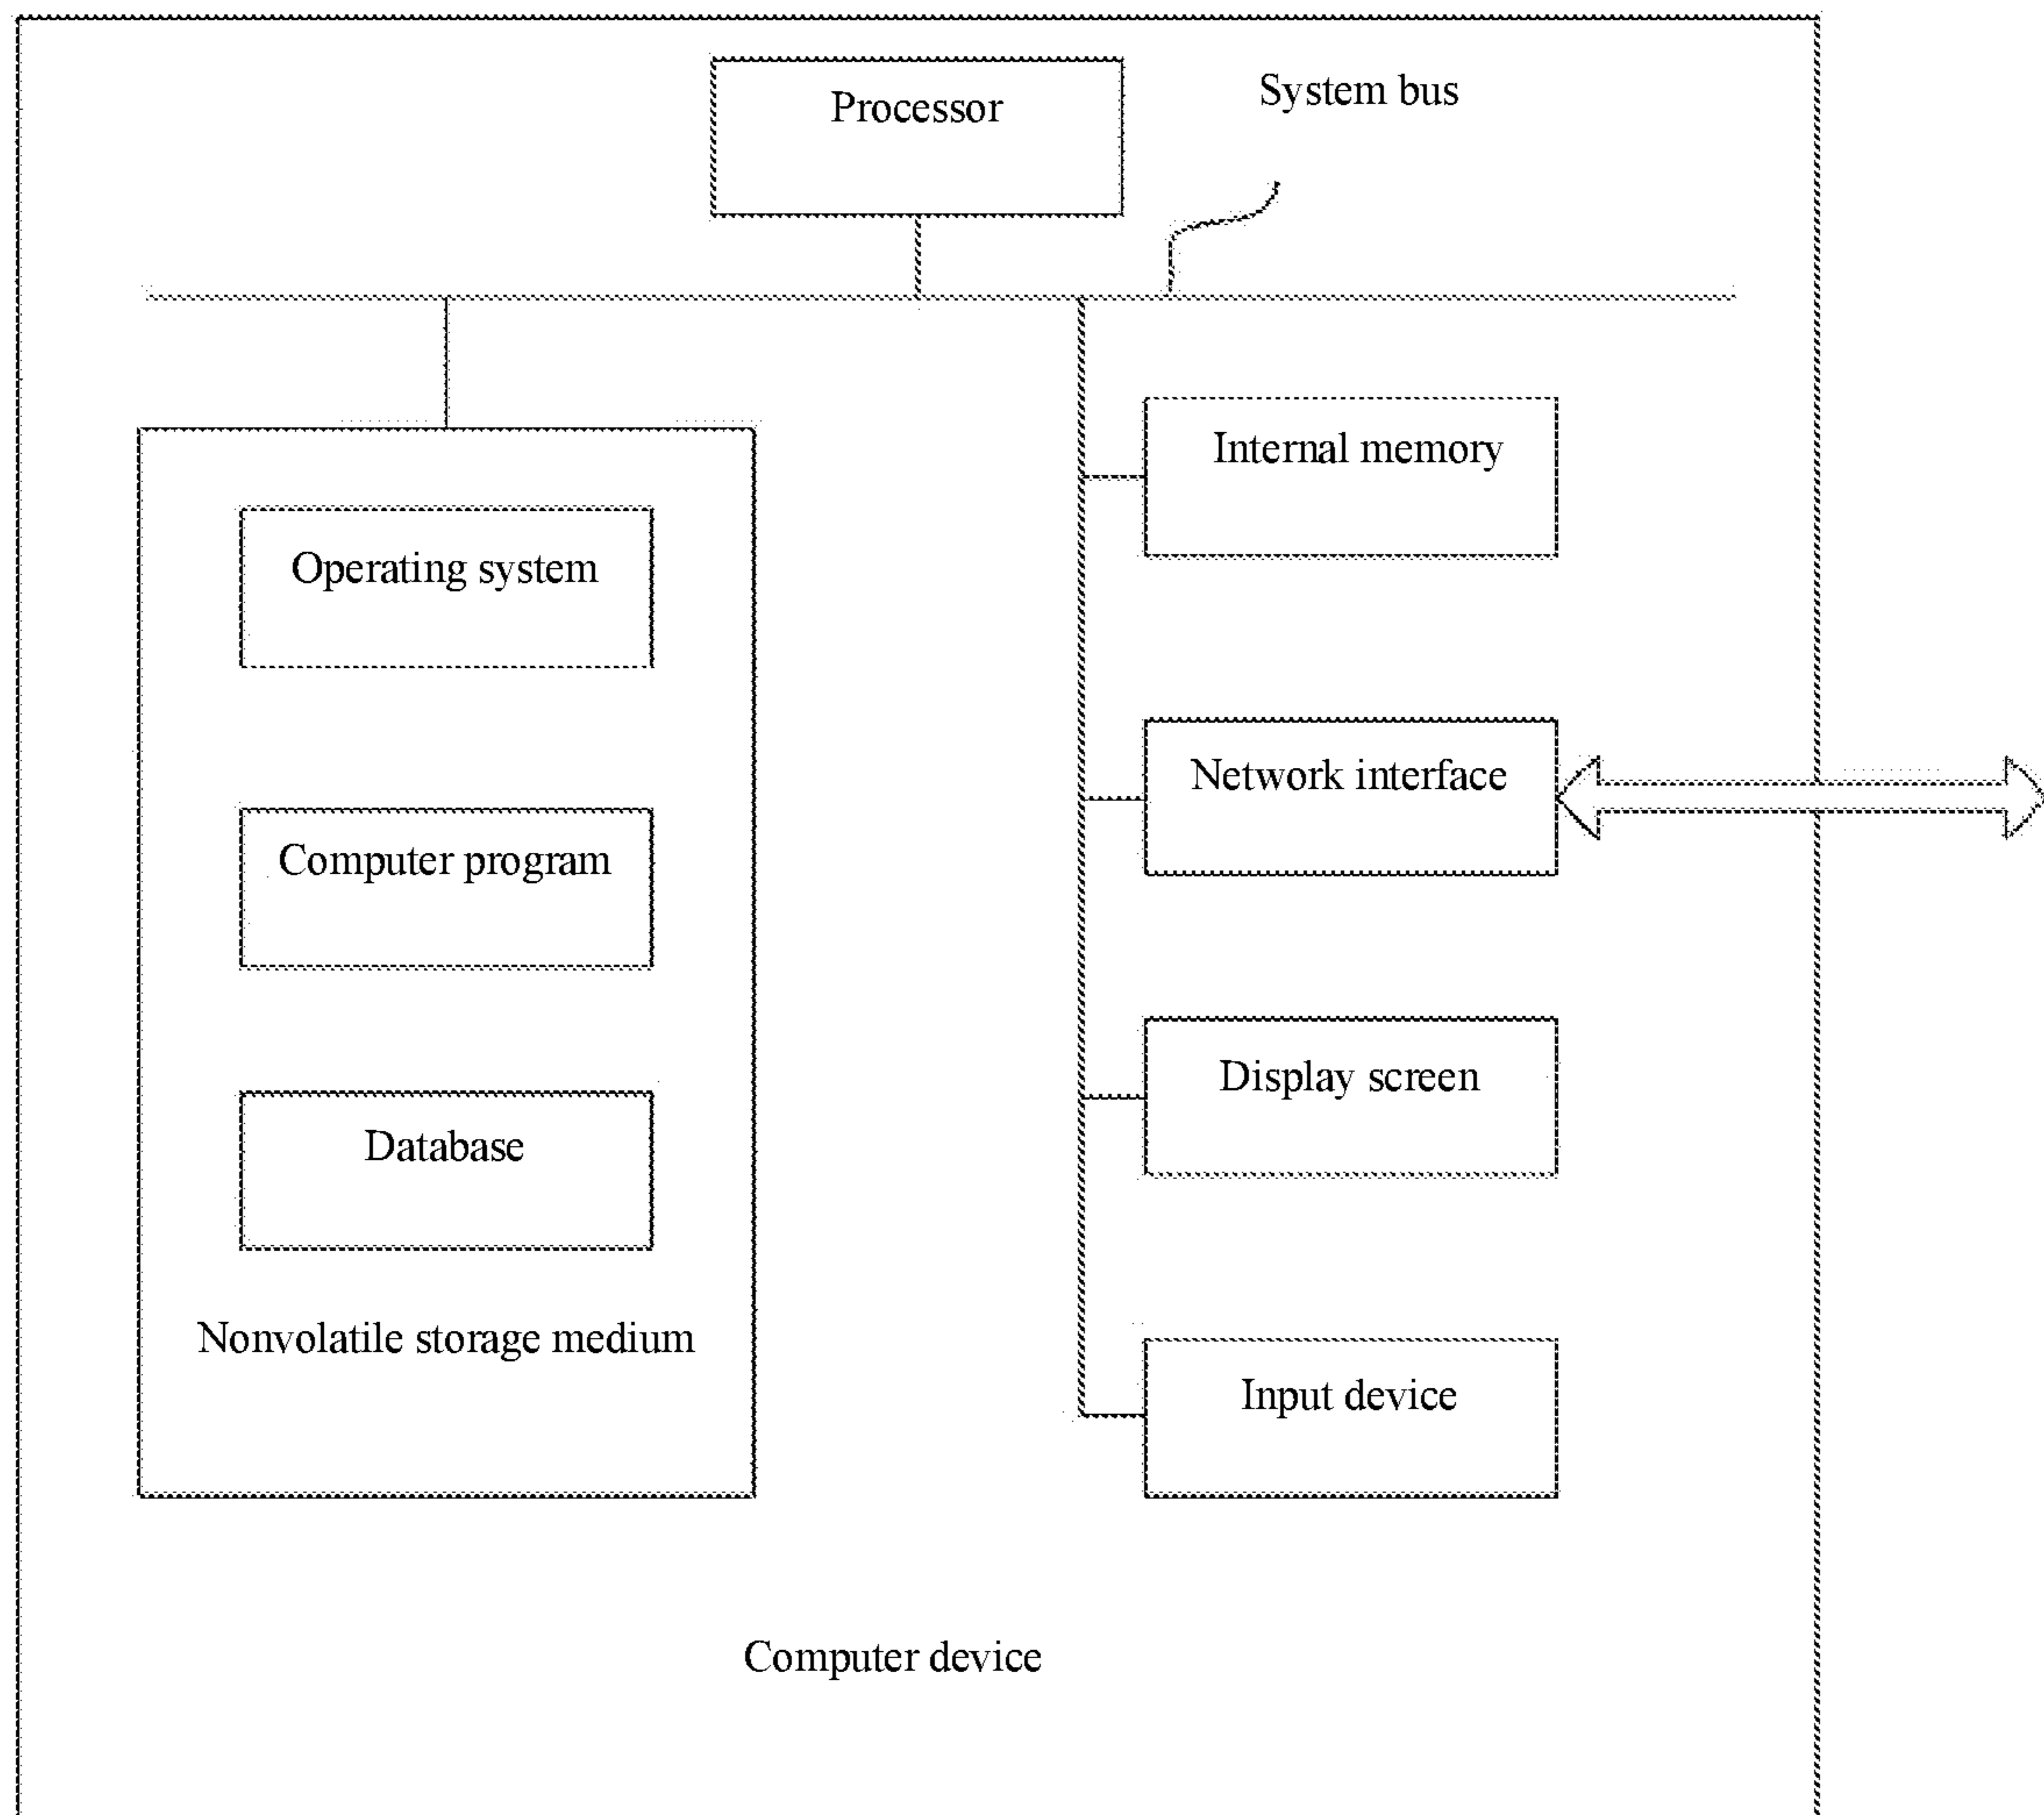 Processor
System bus
Internal memory
Operating system
Network interface
Computer program
Display screen
Database
Nonvolatile storage medium
Input device
Computer device